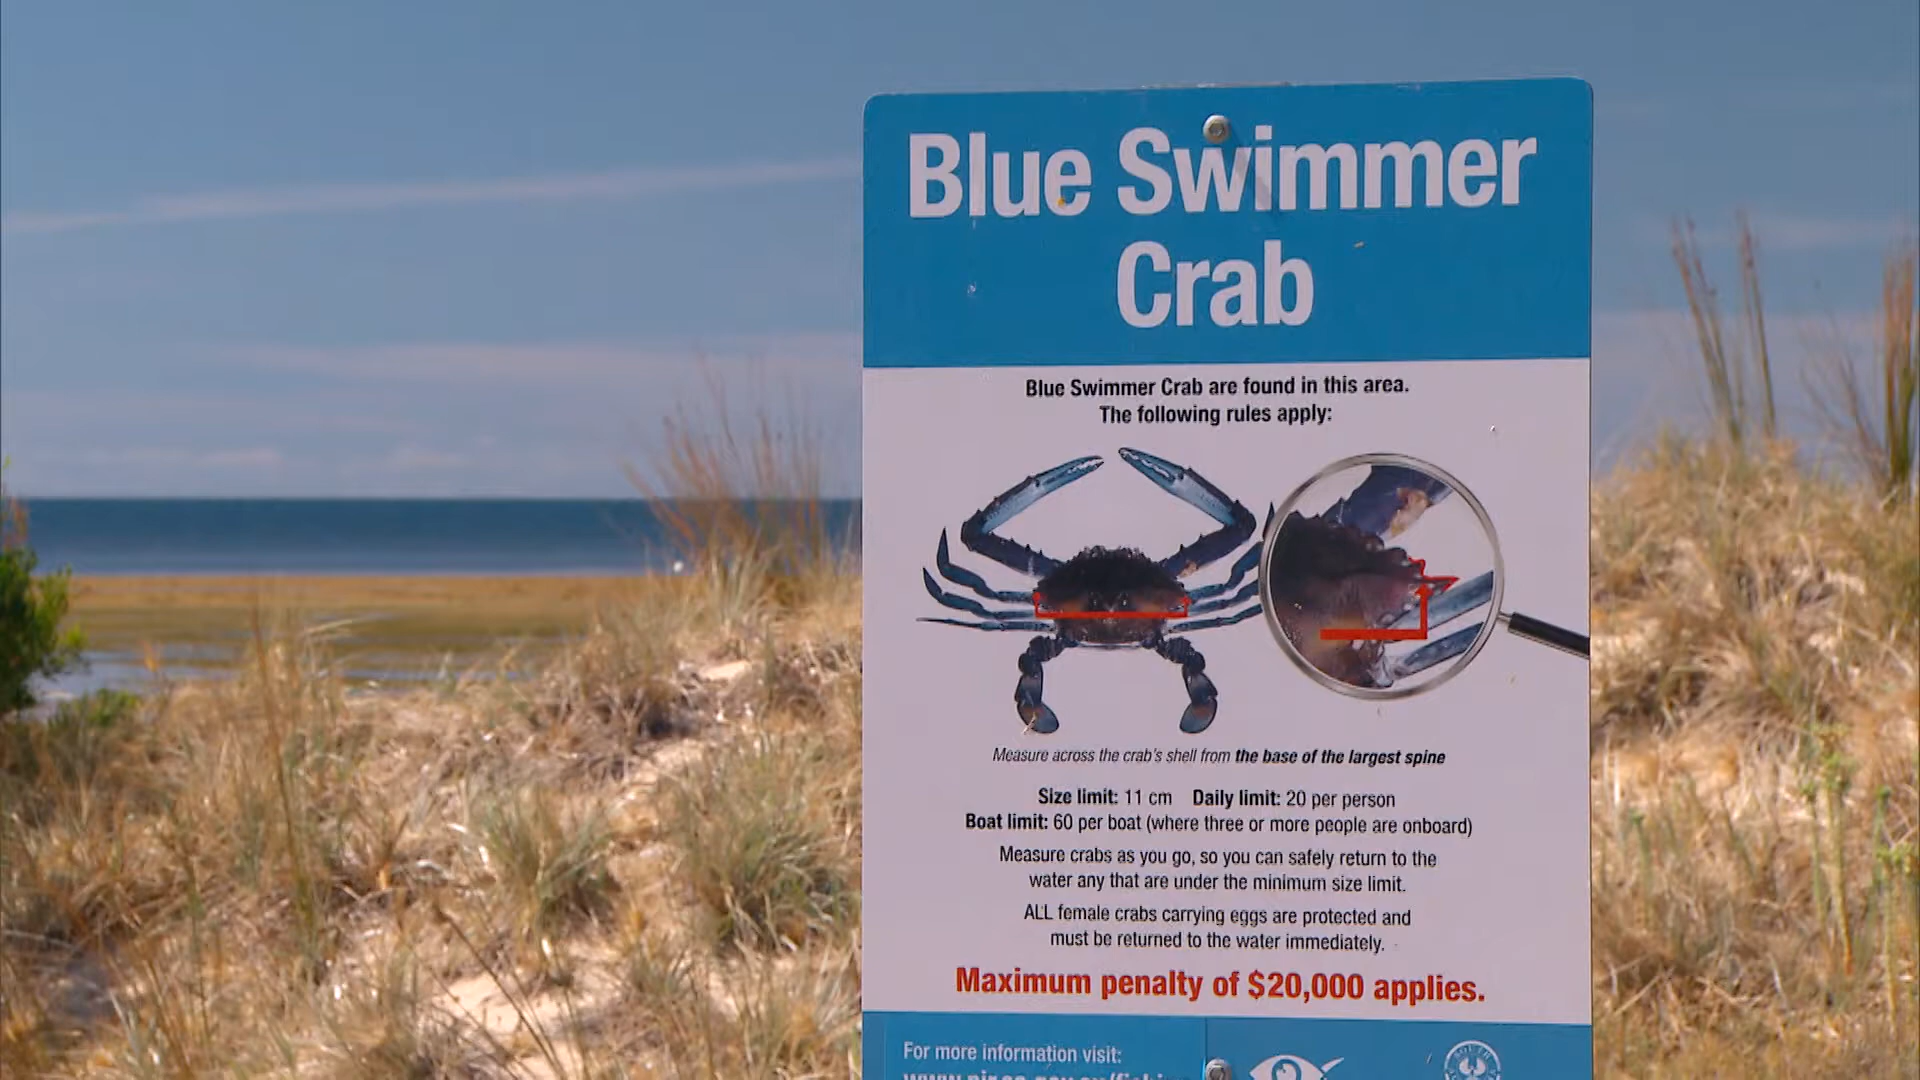 Blue Swimmer
Crab
Blue Swimmer Crab are found in this area.
The following rules apply:
Measure across the crab's shell from the base of the largest spine
Size limit: 11 cm Daily limit: 20 per person
Boat limit: 60 per boat (where three or more people are onboard)
Measure crabs as you go, so you can safely return to the
water any that are under the minimum size limit.
ALL female crabs carrying eggs are protected and
must be returned to the water immediately.
Maximum penalty of $20,000 applies.
For more information visit: